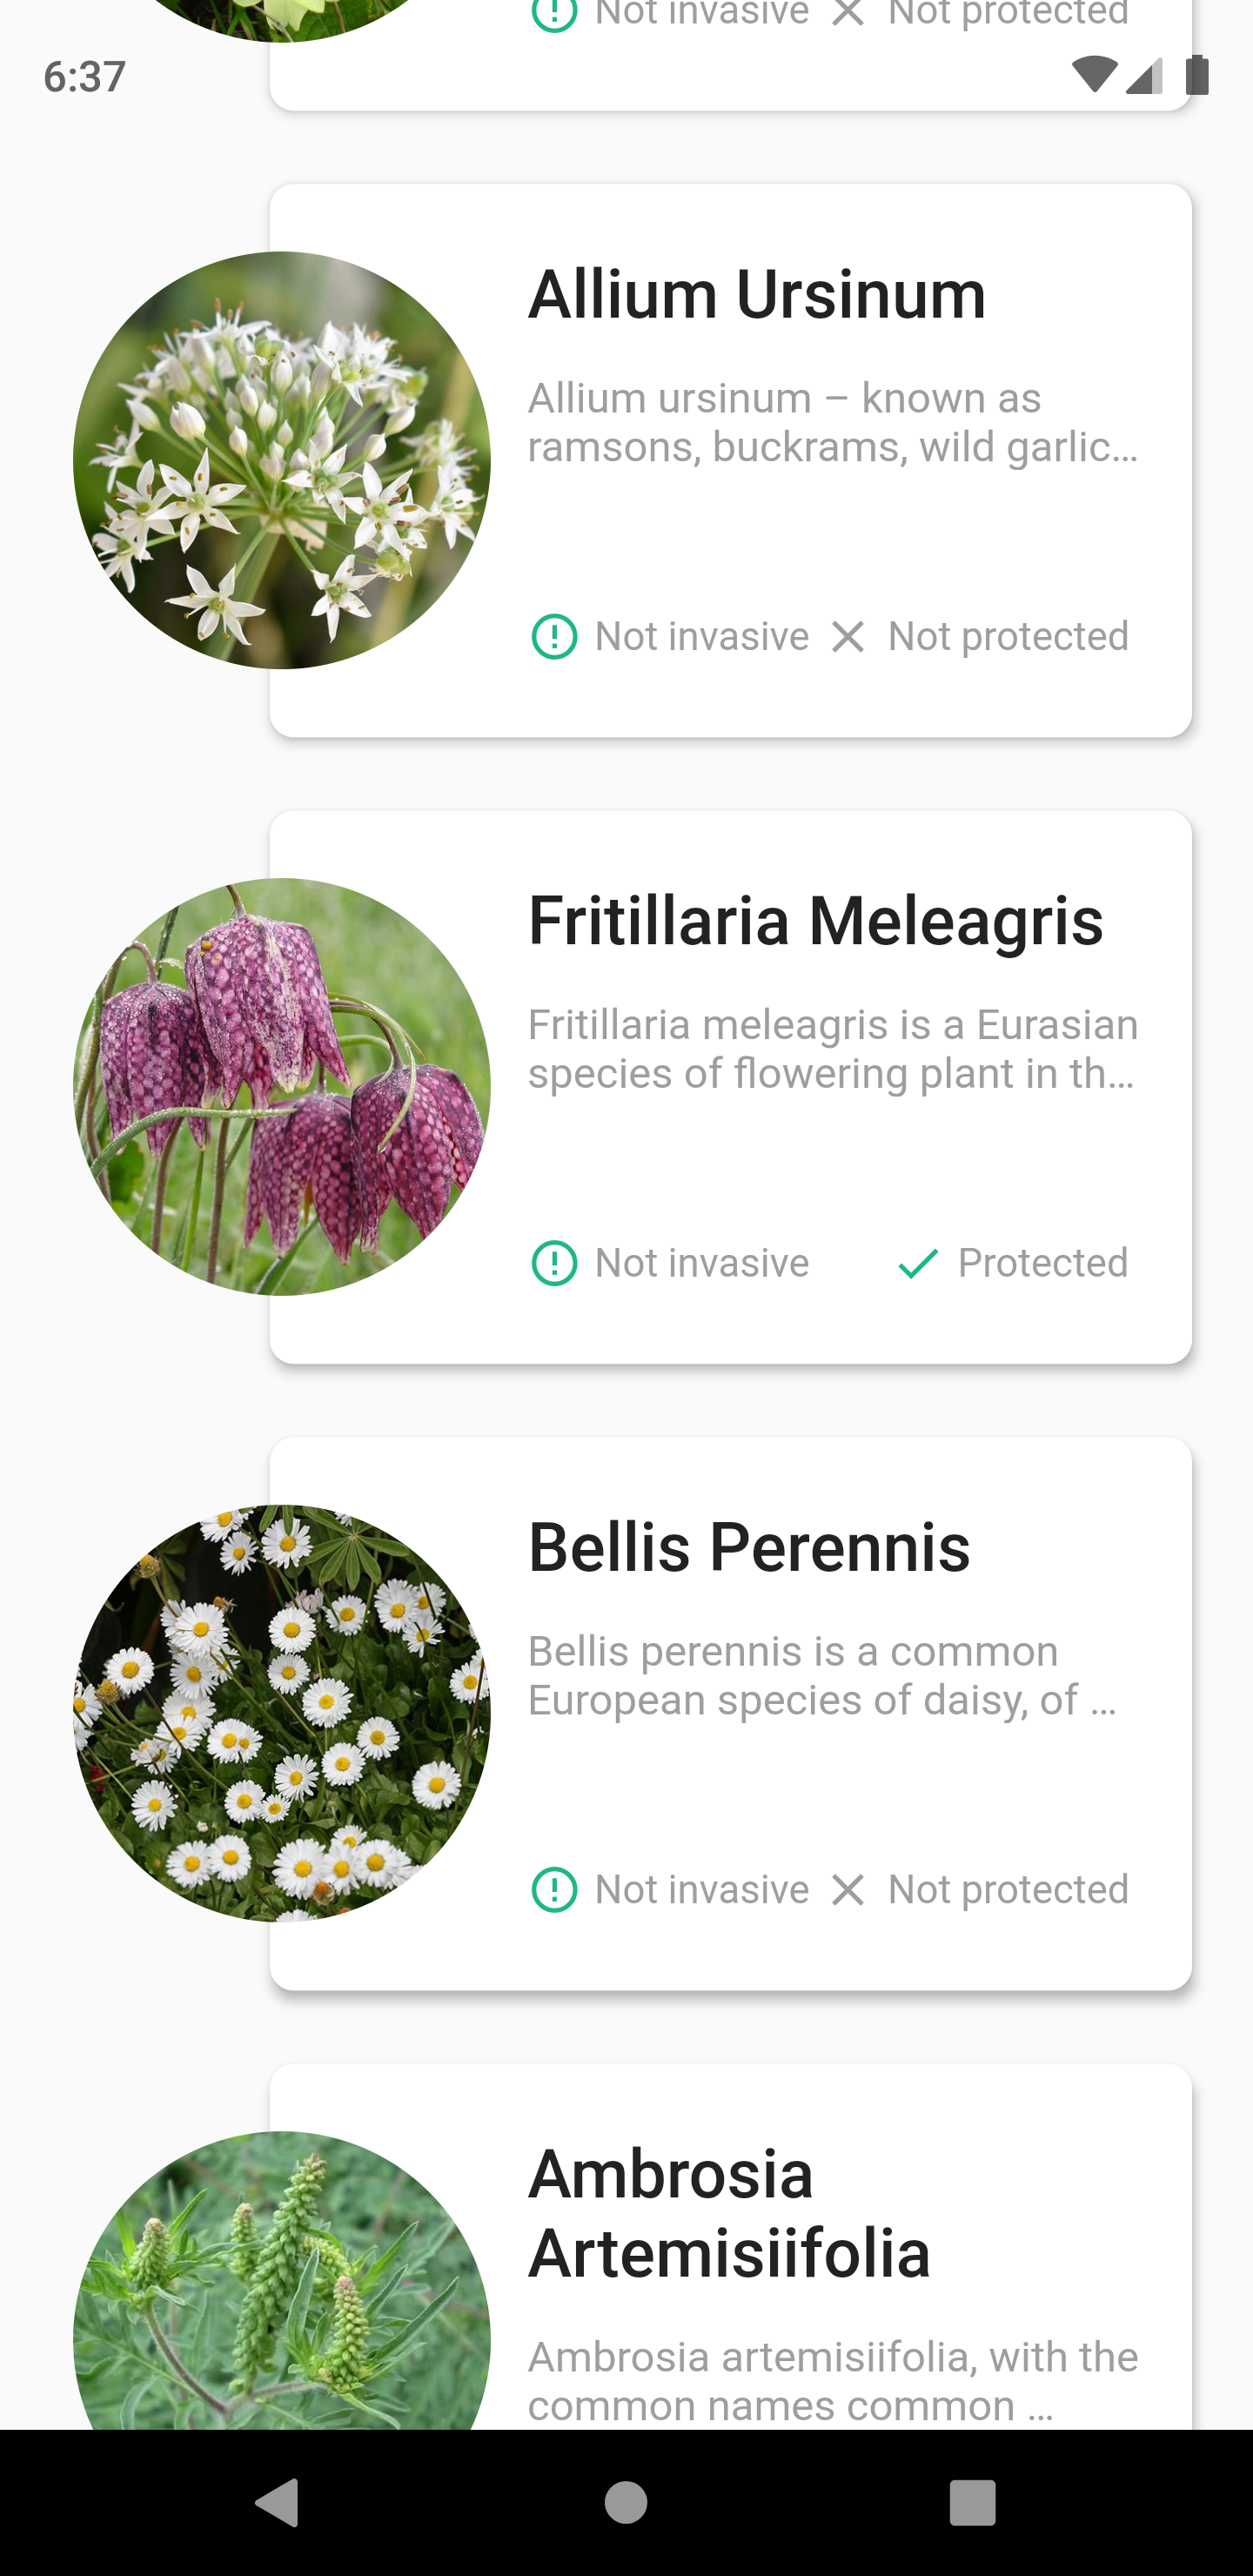 Not invasive Not protected
6:37
Allium Ursinum
Allium ursinum – known as
ramsons, buckrams, wild garlic...
Not invasive Not protected
Fritillaria Meleagris
Fritillaria meleagris is a Eurasian
species of flowering plant in th...
Not invasive Protected
Bellis Perennis
Bellis perennis is a common
European species of daisy, of ...
Not invasive Not protected
Ambrosia
Artemisiifolia
Ambrosia artemisiifolia, with the
common names common ...